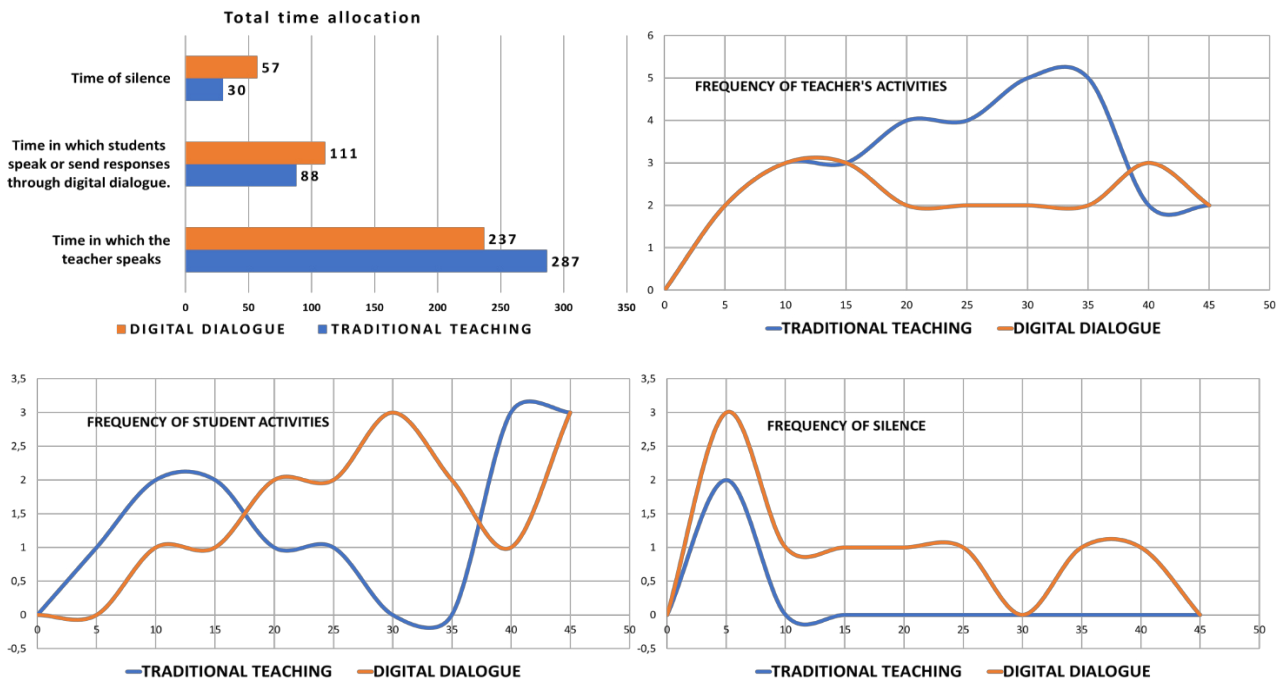 Total time allocation
Time of silence
57
30
Time in which students
speak or send responses
through digital dialogue.
111
88
Time in which the
teacher speaks
237
287
0 50 100 150 200 250 300 350
DIGITAL DIALOGUE TRADITIONAL TEACHING
6
5
4
3
2
1
0
FREQUENCY OF TEACHER'S ACTIVITIES
0 5 10 15 20 25 30 35 40 45 50
TRADITIONAL TEACHING DIGITAL DIALOGUE
3,5
3
2,5
2
1,5
1
0,5
0
-0,5
FREQUENCY OF STUDENT ACTIVITIES
0 5 10 15 20 25 30 35 40 45 50
TRADITIONAL TEACHING DIGITAL DIALOGUE
3,5
3
2,5
2
1,5
1
0,5
0
-0,5
FREQUENCY OF SILENCE
0 5 10 15 20 25 30 35 40 45 50
TRADITIONAL TEACHING DIGITAL DIALOGUE